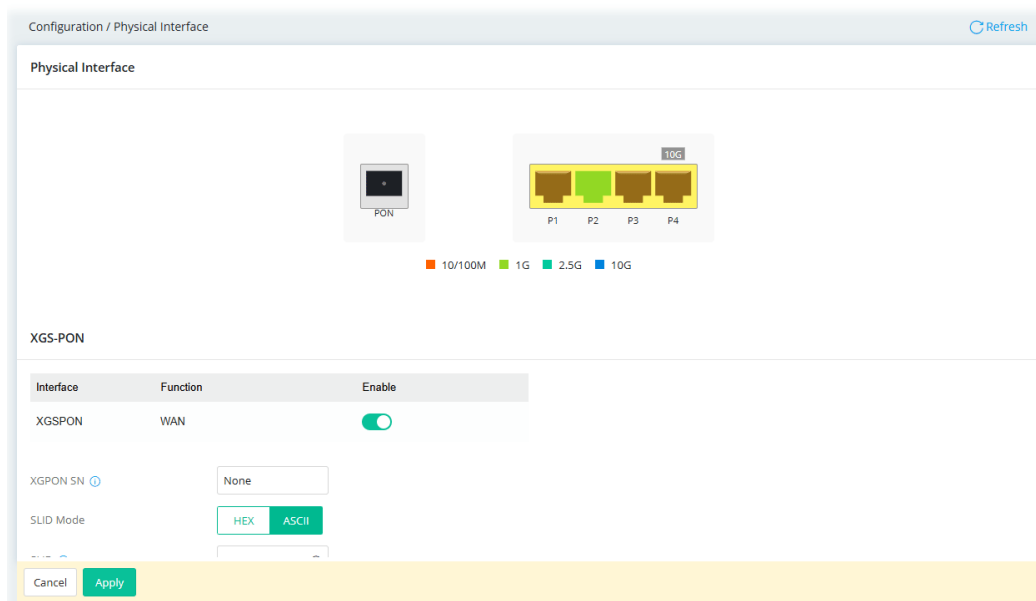 Configuration / Physical Interface
Refresh
Physical Interface
10G
PON
P1 P2 P3 P4
10/100M 1G 2.5G 10G
XGS-PON
Interface Function Enable
XGSPON WAN
XGPON SN None
SLID Mode HEX ASCII
Cancel Apply